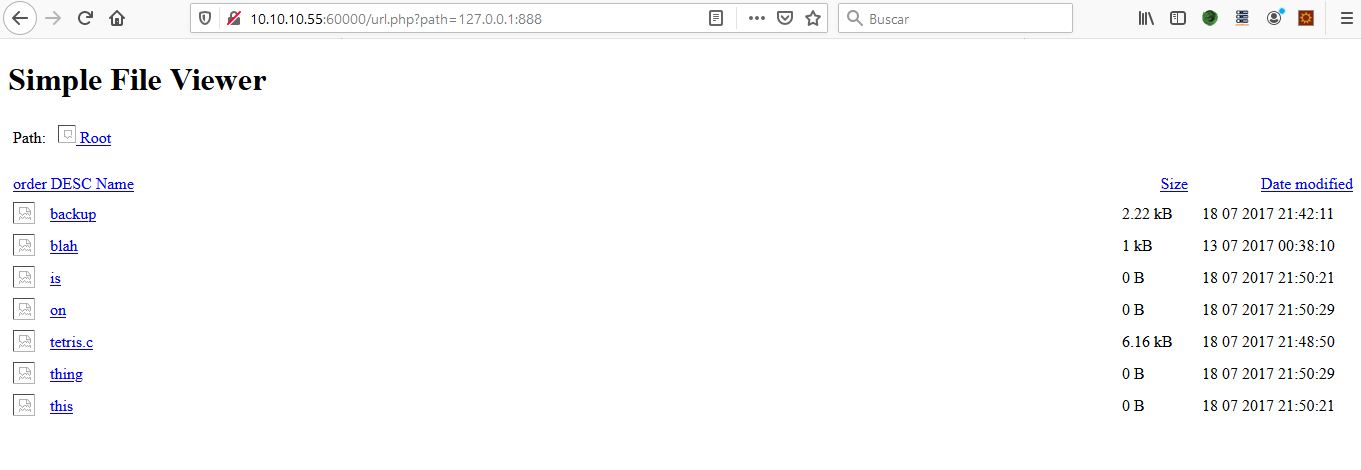 10.10.10.55:60000/url.php?path=127.0.0.1:888 Buscar
Simple File Viewer
Path: Root
order DESC Name Size Date modified
backup 2.22 kB 18 07 2017 21:42:11
blah 1 kB 13 07 2017 00:38:10
is 0 B 18 07 2017 21:50:21
on 0 B 18 07 2017 21:50:29
tetris.c 6.16 kB 18 07 2017 21:48:50
thing 0 B 18 07 2017 21:50:29
this 0 B 18 07 2017 21:50:21